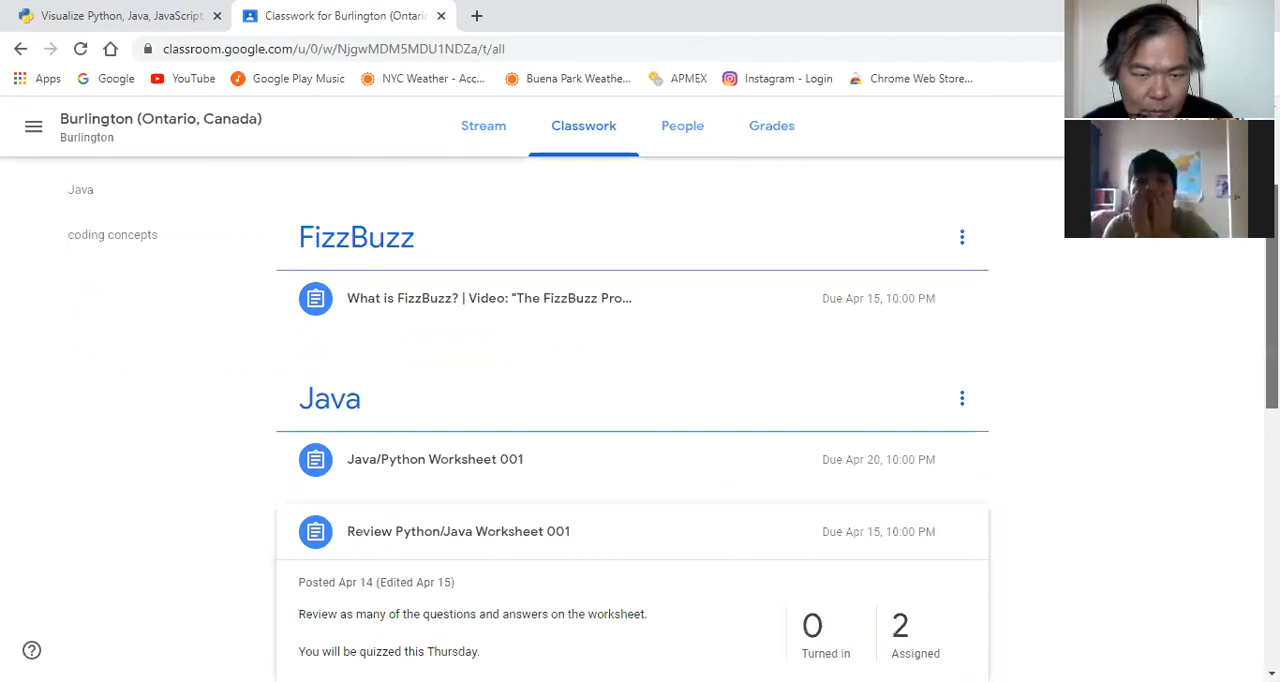 Visualize Python, Java, JavaScript,
Classwork for Burlington (Ontario
classroom.google.com/u/0/w/NjgwMDM5MDU1NDZa/t/all
Apps
Google
YouTube
Google Play Music
NYC Weather - Acc...
Buena Park Weathe...
APMEX
Instagram - Login
Chrome Web Store...
Burlington (Ontario, Canada)
Burlington
Stream
Classwork
People
Grades
Java
coding concepts
FizzBuzz
What is FizzBuzz? | Video: "The FizzBuzz Pro...
Due Apr 15, 10:00 PM
Java
Java/Python Worksheet 001
Due Apr 20, 10:00 PM
Review Python/Java Worksheet 001
Due Apr 15, 10:00 PM
Posted Apr 14 (Edited Apr 15)
Review as many of the questions and answers on the worksheet.
You will be quizzed this Thursday.
0
Turned in
2
Assigned